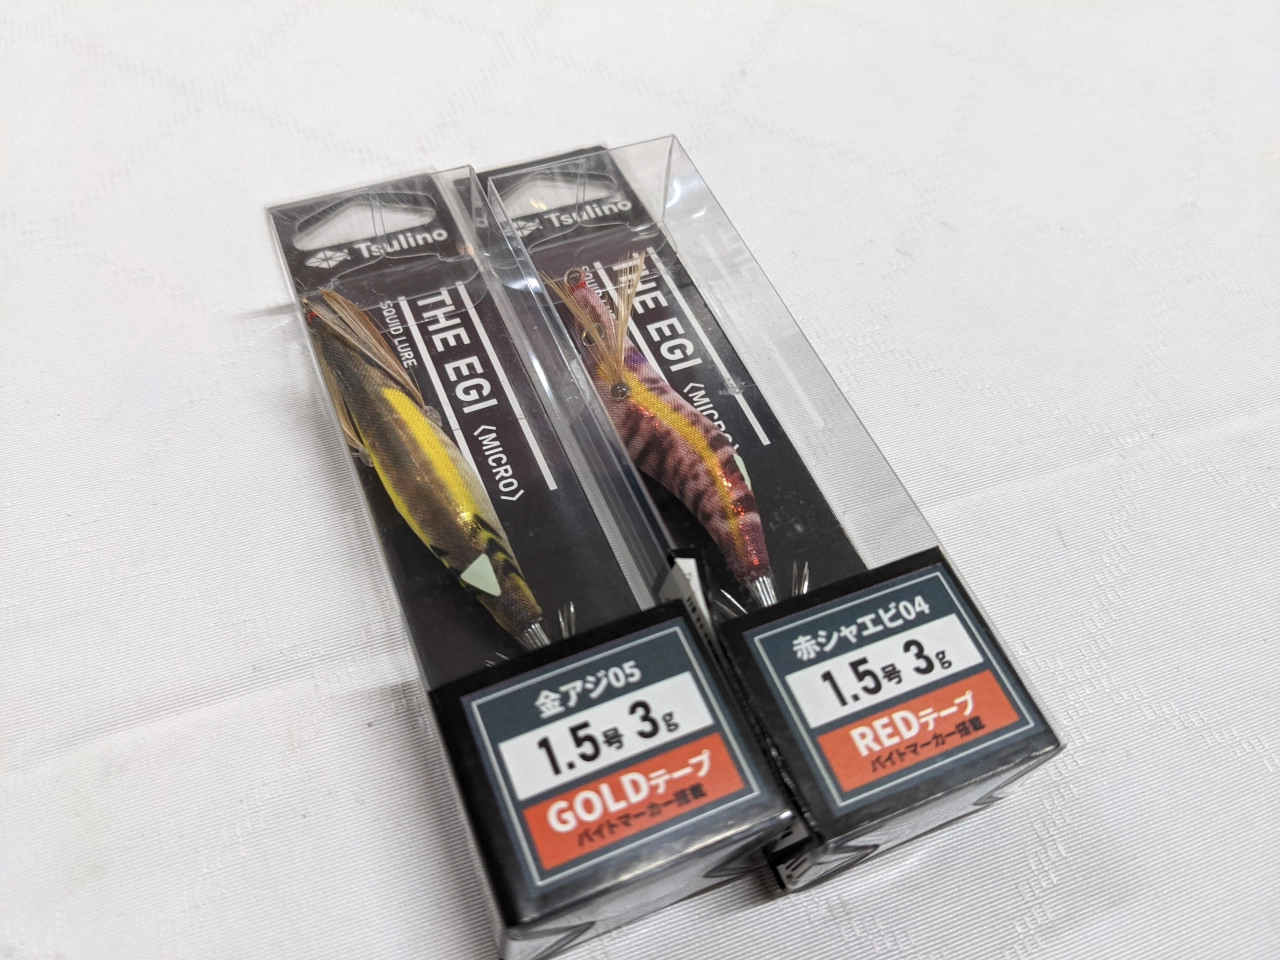 Tsulino
THE EGI 〈MICRO〉
SQUID LURE
金アジ05
1.5号 3g
GOLDテープ
バイトマーカー搭載
Tsulino
THE EGI 〈MICRO〉
赤シャエビ04
1.5号 3g
REDテープ
バイトマーカー搭載